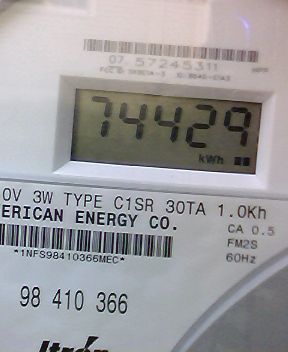 07 57245311
74429
kWh
0V 3W TYPE C1SR 30TA 1.0Kh
ERICAN ENERGY CO.
CA 0.5
FM2S
*1NFS98410366MEC*
60Hz
98 410 366
Itrón